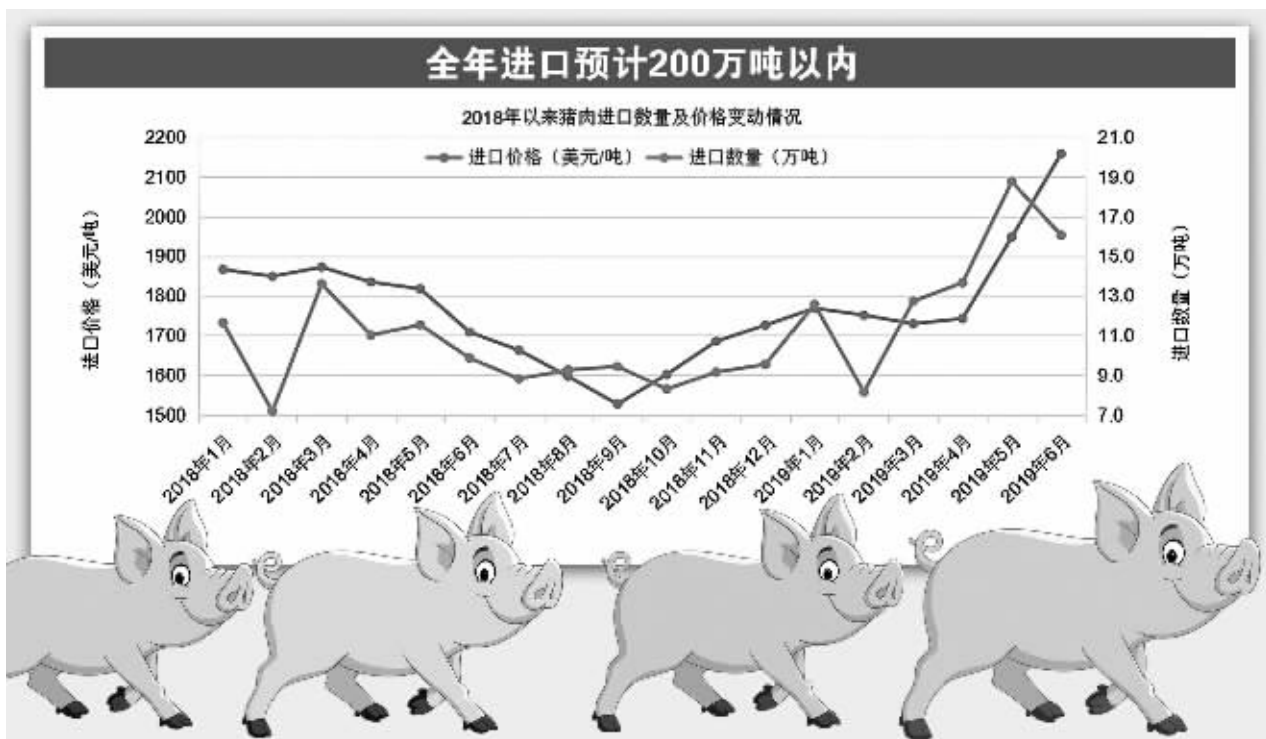 全年进口预计200万吨以内
2018年以来猪肉进口数量及价格变动情况
进口价格（美元/吨） 进口数量（万吨）
进口价格（美元/吨）
2200
2100
2000
1900
1800
1700
1600
1500
21.0
19.0
17.0
15.0
13.0
11.0
9.0
7.0
进口数量（万吨）
2018年1月
2018年2月
2018年3月
2018年4月
2018年5月
2018年6月
2018年7月
2018年8月
2018年9月
2018年10月
2018年11月
2018年12月
2019年1月
2019年2月
2019年3月
2019年4月
2019年5月
2019年6月